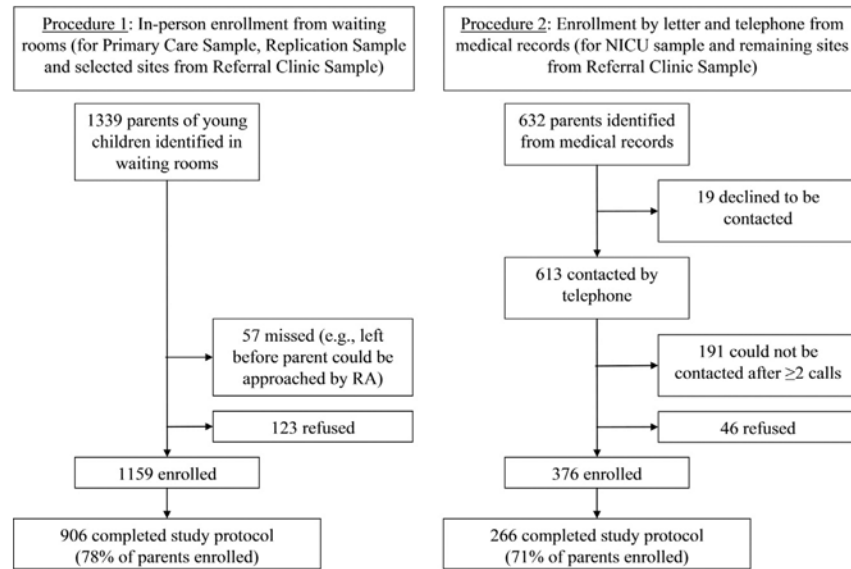 Procedure 1: In-person enrollment from waiting
rooms (for Primary Care Sample, Replication Sample
and selected sites from Referral Clinic Sample)
1339 parents of young
children identified in
waiting rooms
57 missed (e.g., left
before parent could be
approached by RA)
123 refused
1159 enrolled
906 completed study protocol
(78% of parents enrolled)
Procedure 2: Enrollment by letter and telephone from
medical records (for NICU sample and remaining sites
from Referral Clinic Sample)
632 parents identified
from medical records
19 declined to be
contacted
613 contacted by
telephone
191 could not be
contacted after ≥2 calls
46 refused
376 enrolled
266 completed study protocol
(71% of parents enrolled)